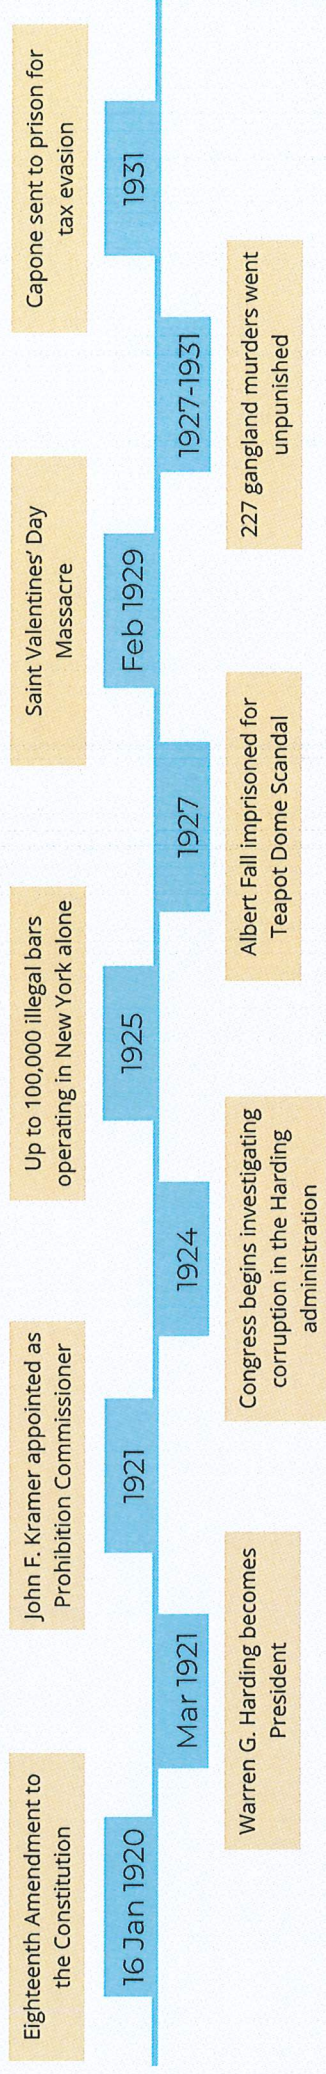 Eighteenth Amendment to
the Constitution
16 Jan 1920
Mar 1921
Warren G. Harding becomes
President
John F. Kramer appointed as
Prohibition Commissioner
1921
1924
Congress begins investigating
corruption in the Harding
administration
Up to 100,000 illegal bars
operating in New York alone
1925
1927
Albert Fall imprisoned for
Teapot Dome Scandal
Saint Valentines' Day
Massacre
Feb 1929
1927-1931
227 gangland murders went
unpunished
Capone sent to prison for
tax evasion
1931